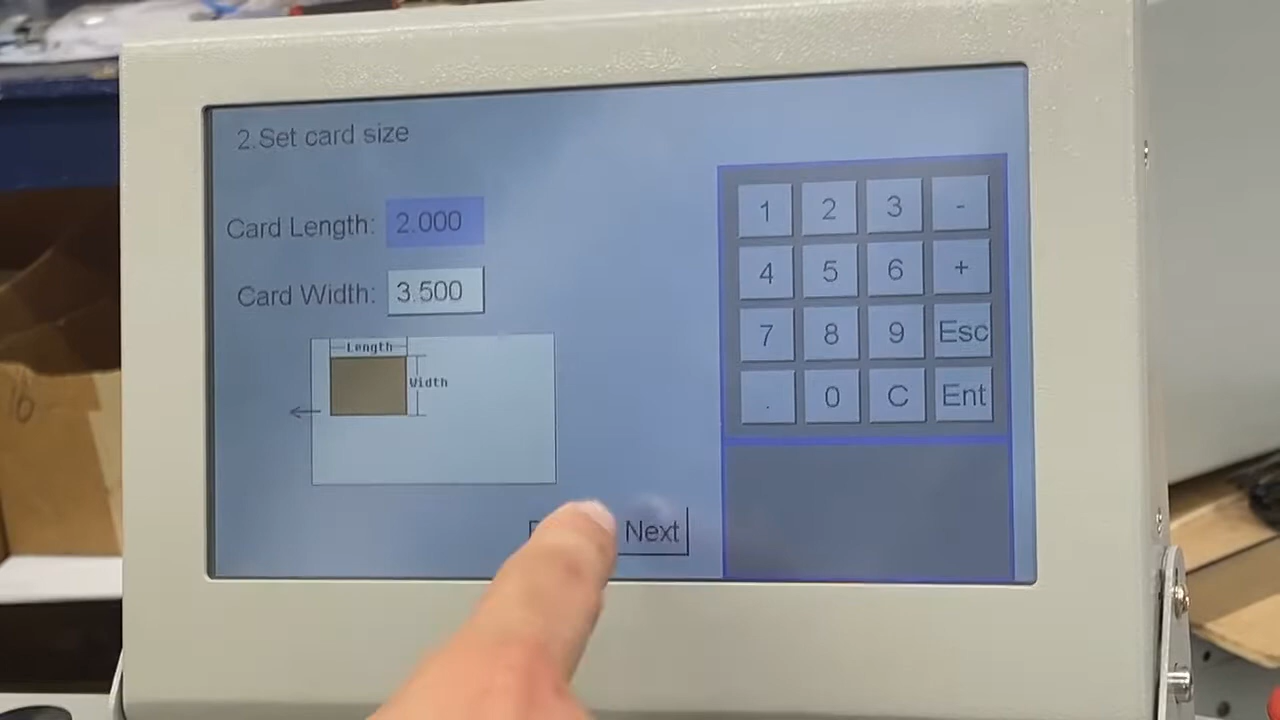 2.Set card size
Card Length: 2.000
Card Width: 3.500
Length
Width
Next
1 2 3 -
4 5 6 +
7 8 9 Esc
. 0 C Ent